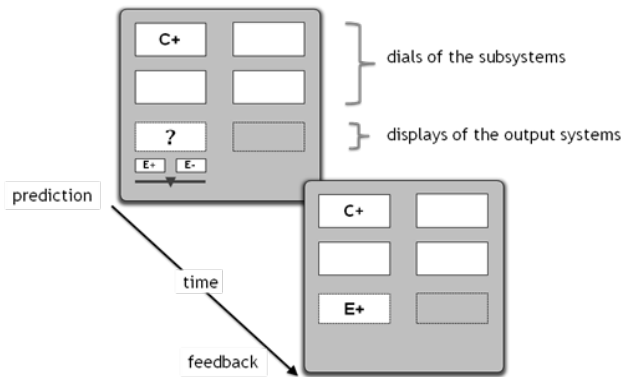 C+
dials of the subsystems
?
displays of the output systems
E+ E-
prediction
C+
time
E+
feedback